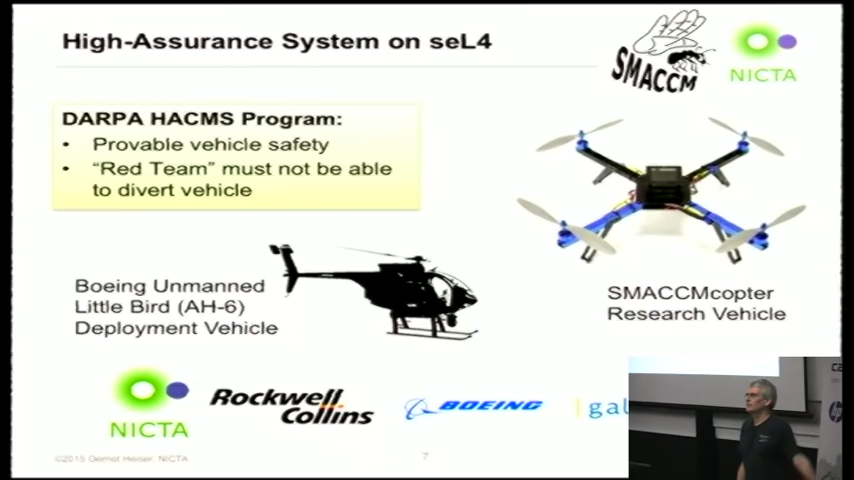 High-Assurance System on seL4
SMACCM
NICTA
DARPA HACMS Program:
• Provable vehicle safety
• “Red Team” must not be able
to divert vehicle
Boeing Unmanned
Little Bird (AH-6)
Deployment Vehicle
SMACCMcopter
Research Vehicle
NICTA
Rockwell
Collins
BOEING
gal
©2015 Gernot Heiser, NICTA
7
hp